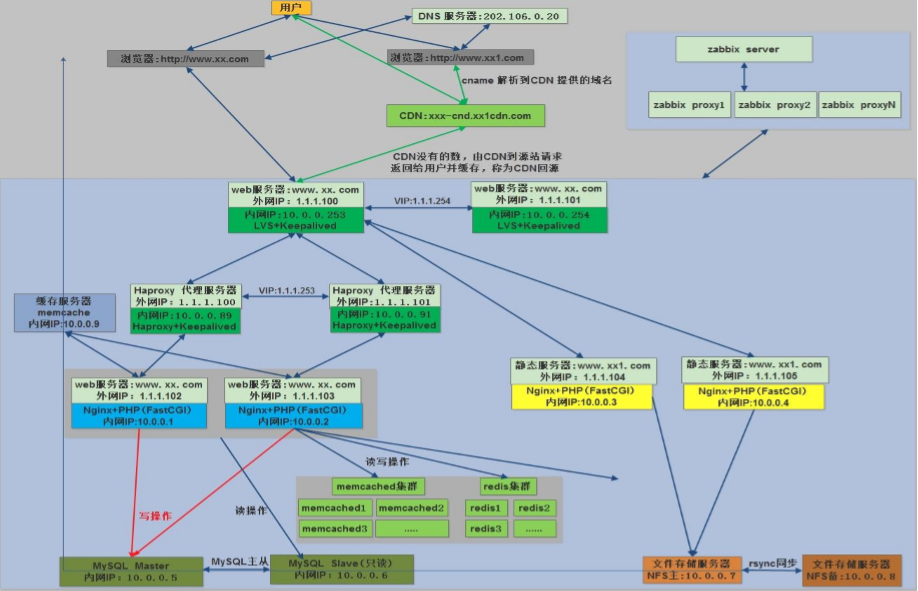 用户
DNS 服务器:202.106.0.20
浏览器:http://www.xx.com
浏览器:http://www.xx1.com
zabbix server
zabbix proxy1
zabbix proxy2
zabbix proxyN
cname 解析到CDN 提供的域名
CDN:xxx-cnd.xx1cdn.com
CDN没有的数，由CDN到源站请求
返回给用户并缓存，称为CDN回源
web服务器:www. xx. com
外网IP：1.1.1.100
内网IP:10.0.0.253
LVS+Keepalived
VIP:1.1.1.254
web服务器:www. xx. com
外网IP：1.1.1.101
内网IP:10.0.0.254
LVS+Keepalived
缓存服务器
memcache
内网IP:10.0.0.9
Haproxy 代理服务器
外网IP：1.1.1.100
内网IP:10.0.0.89
Haproxy+Keepalived
VIP:1.1.1.253
Haproxy 代理服务器
外网IP:1.1.1.101
内网IP:10.0.0.91
Haproxy+Keepalived
web服务器:www. xx. com
外网IP：1.1.1.102
Nginx+PHP(FastCGI)
内网IP:10.0.0.1
web服务器:www. xx. com
外网IP：1.1.1.103
Nginx+PHP(FastCGI)
内网IP:10.0.0.2
静态服务器:www. xx1. com
外网IP：1.1.1.104
Nginx+PHP(FastCGI)
内网IP:10.0.0.3
静态服务器:www. xx1. com
外网IP：1.1.1.105
Nginx+PHP(FastCGI)
内网IP:10.0.0.4
读写操作
memcached集群
memcached1
memcached2
memcached3
.....
redis集群
redis1
redis2
redis3
......
写操作
读操作
MySQL Master
内网IP：10.0.0.5
MySQL主从
MySQL Slave(只读)
内网IP：10.0.0.6
文件存储服务器
NFS主:10.0.0.7
rsync同步
文件存储服务器
NFS备:10.0.0.8